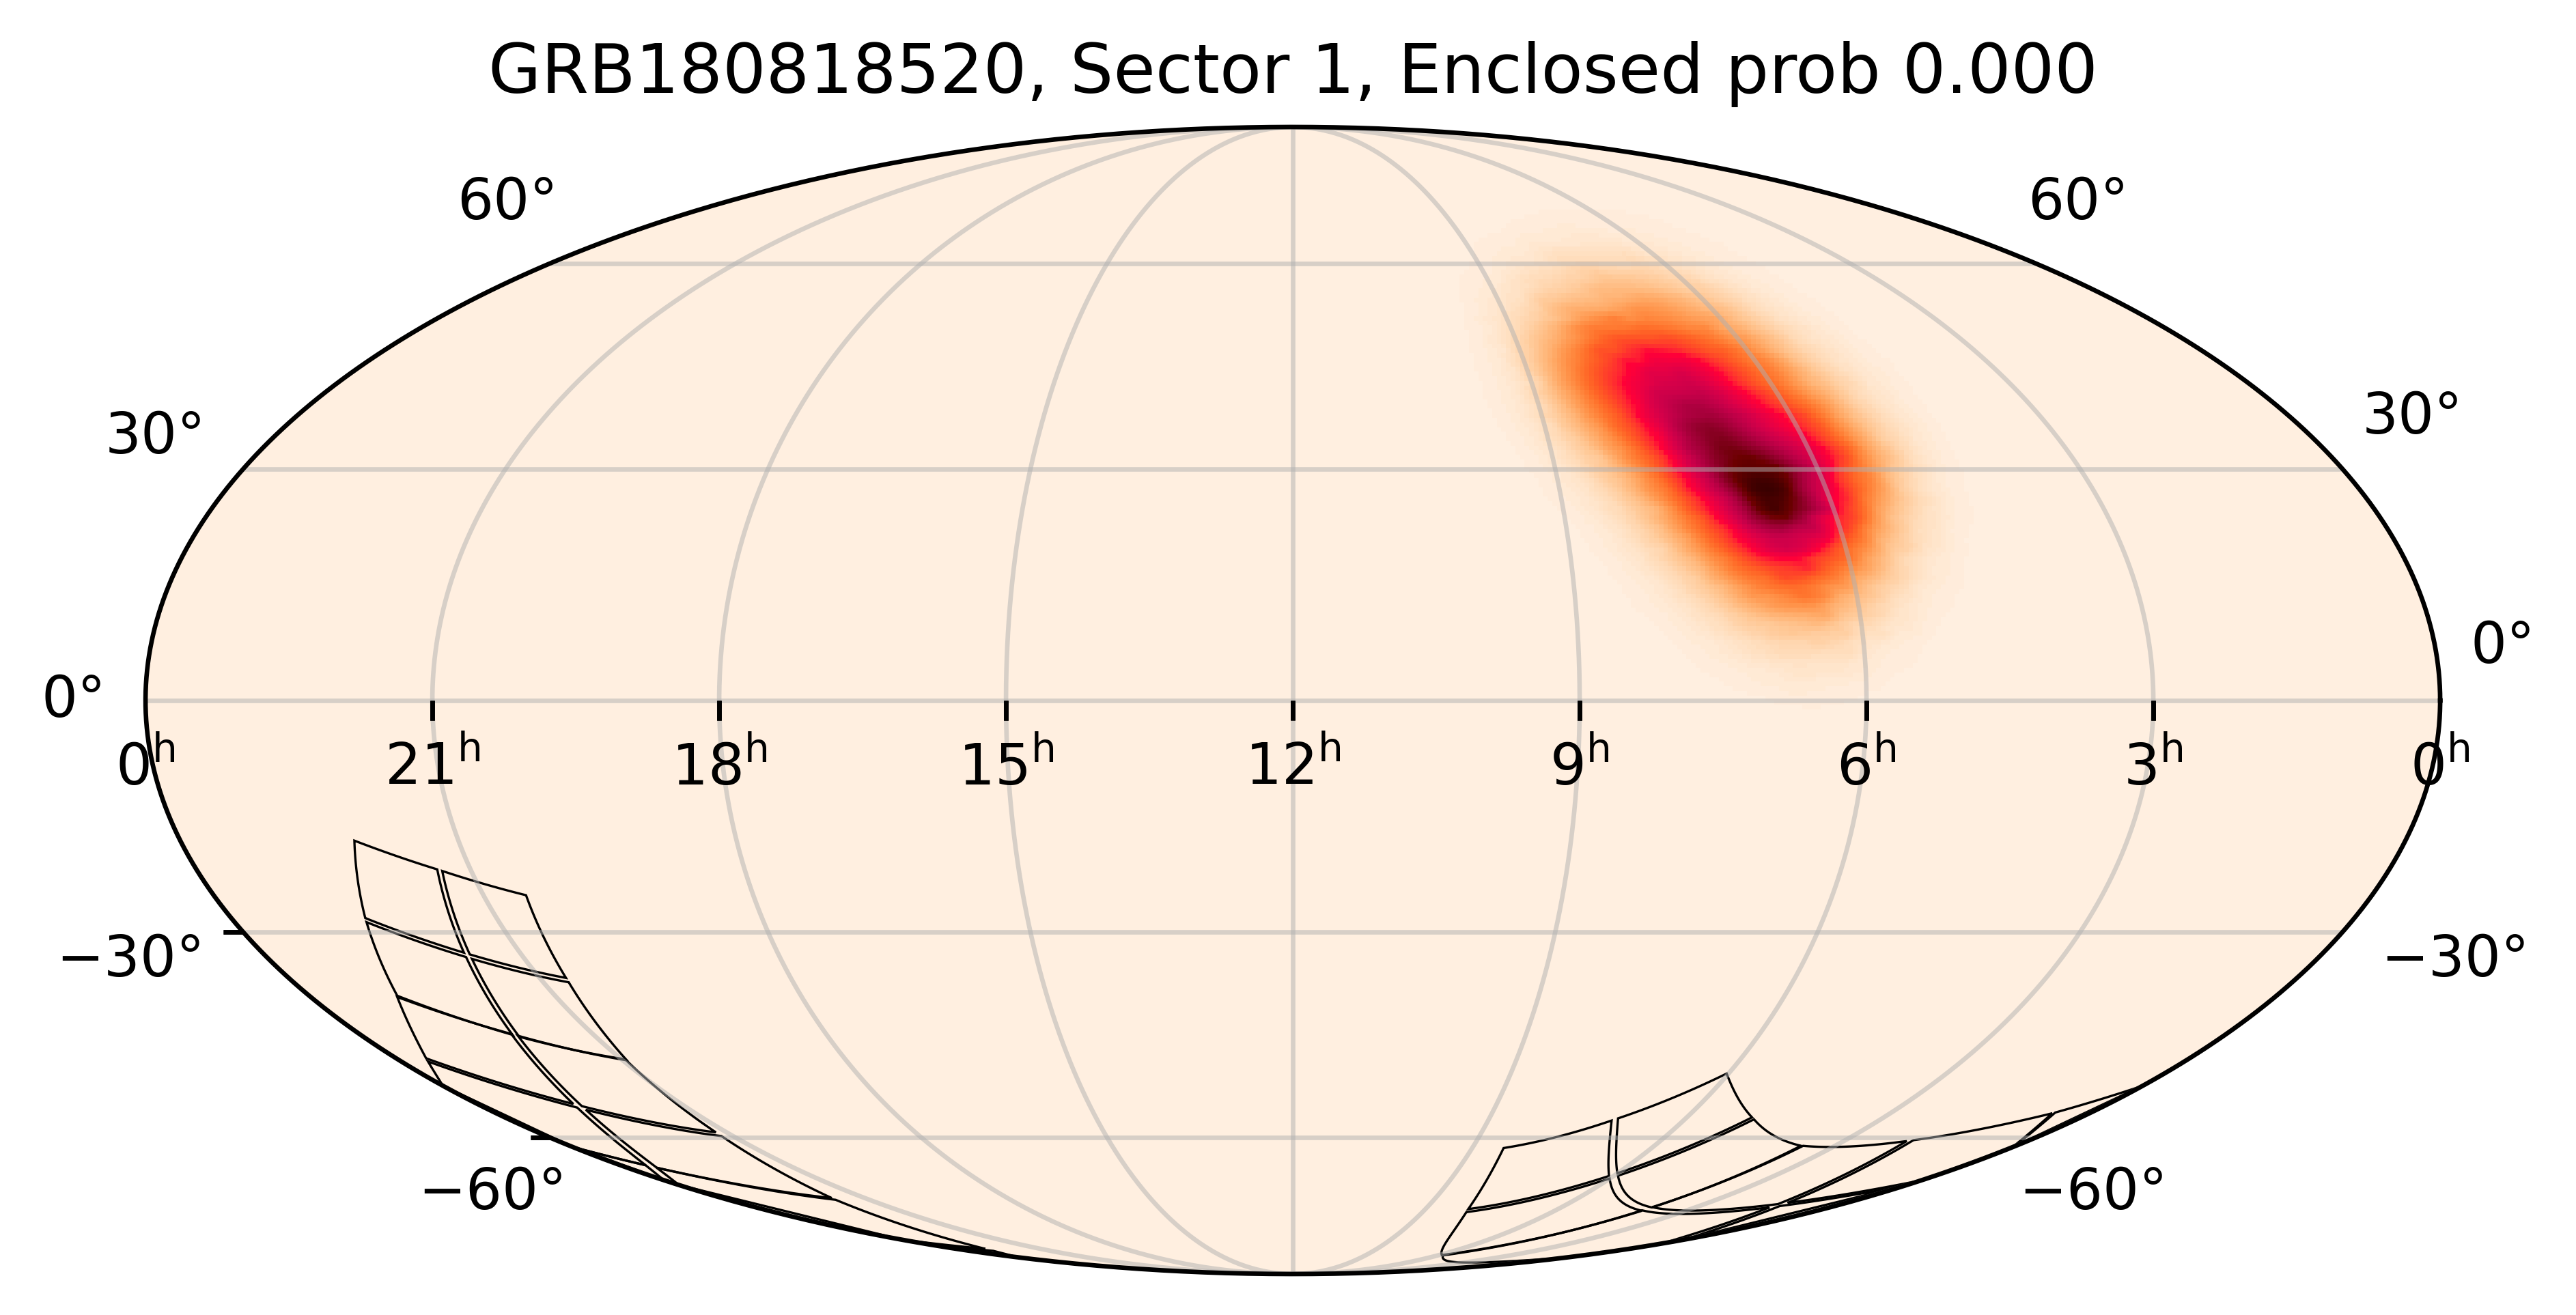 GRB180818520, Sector 1, Enclosed prob 0.000
60° 60°
30° 30°
0° 0°
0ʰ 21ʰ 18ʰ 15ʰ 12ʰ 9ʰ 6ʰ 3ʰ 0ʰ
−30° −30°
−60° −60°